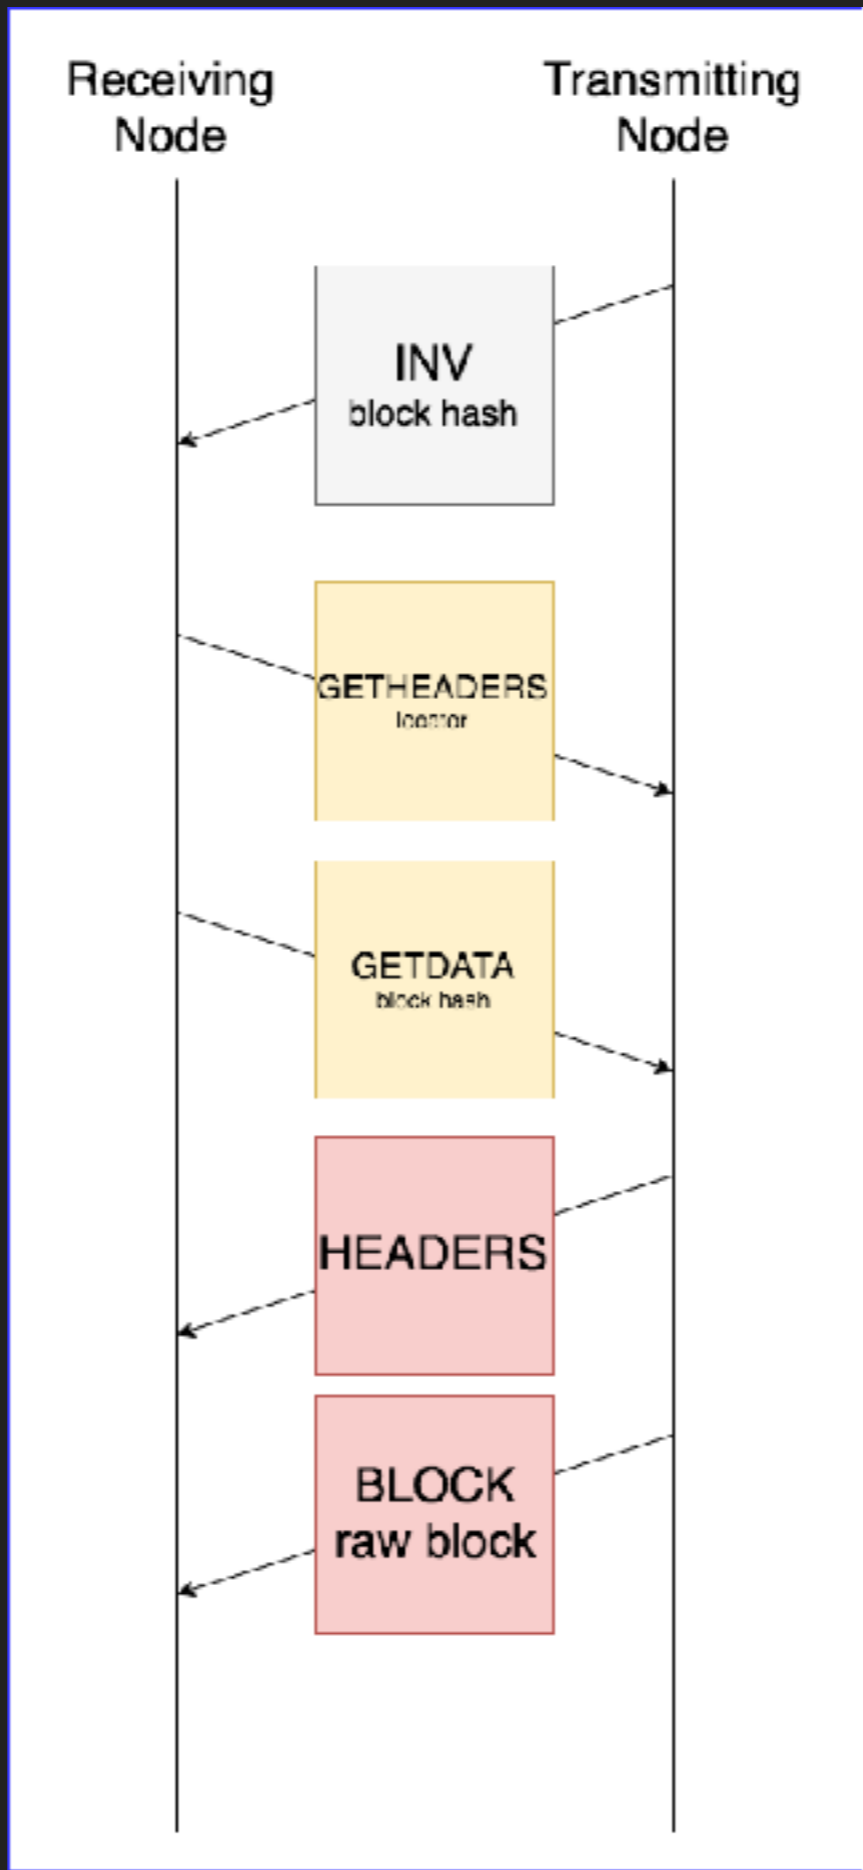 Receiving
Node
Transmitting
Node
INV
block hash
GETHEADERS
locator
GETDATA
block hash
HEADERS
BLOCK
raw block